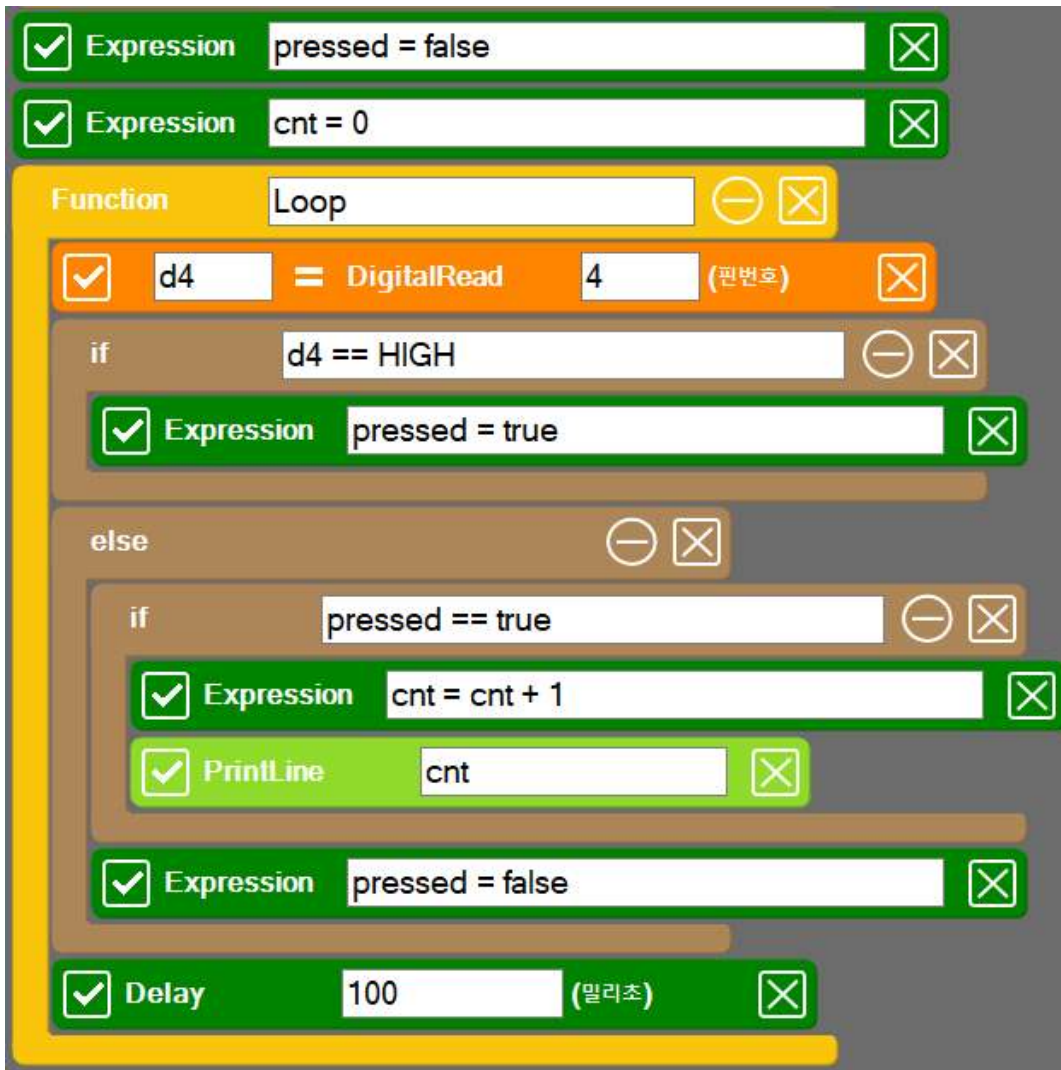 Expression pressed = false
Expression cnt = 0
Function Loop
d4 = DigitalRead 4 (핀번호)
if d4 == HIGH
Expression pressed = true
else
if pressed == true
Expression cnt = cnt + 1
PrintLine cnt
Expression pressed = false
Delay 100 (밀리초)